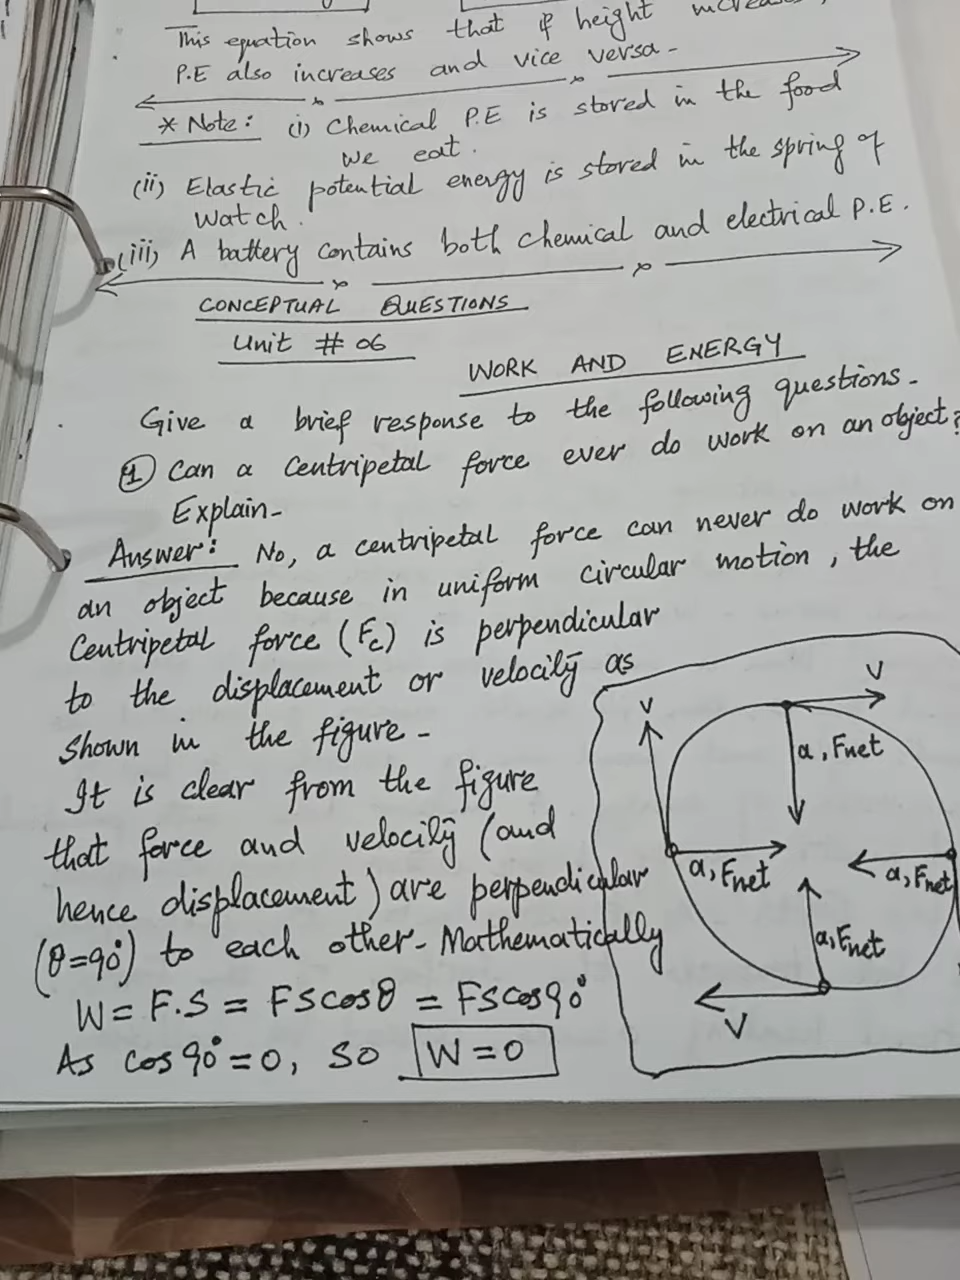 This equation shows that if height increases,
P.E also increases and vice versa -
* Note: (i) Chemical P.E is stored in the food
we eat.
(ii) Elastic potential energy is stored in the spring of
watch.
(iii) A battery contains both chemical and electrical P.E.
CONCEPTUAL QUESTIONS
Unit # 06
WORK AND ENERGY
Give a brief response to the following questions -
1 Can a centripetal force ever do work on an object?
Explain -
Answer: No, a centripetal force can never do work on
an object because in uniform circular motion, the
Centripetal force (Fc) is perpendicular
to the displacement or velocity as
shown in the figure -
It is clear from the figure
that force and velocity (and
hence displacement) are perpendicular
(θ=90°) to each other - Mathematically
W = F.S = FScosθ = FScos90°
As cos90° = 0, so W = 0
V
V
a, Fnet
a, Fnet
a, Fnet
a, Fnet
V